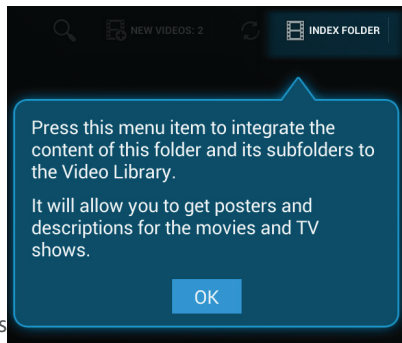 NEW VIDEOS: 2 INDEX FOLDER
Press this menu item to integrate the
content of this folder and its subfolders to
the Video Library.
It will allow you to get posters and
descriptions for the movies and TV
shows.
OK
s